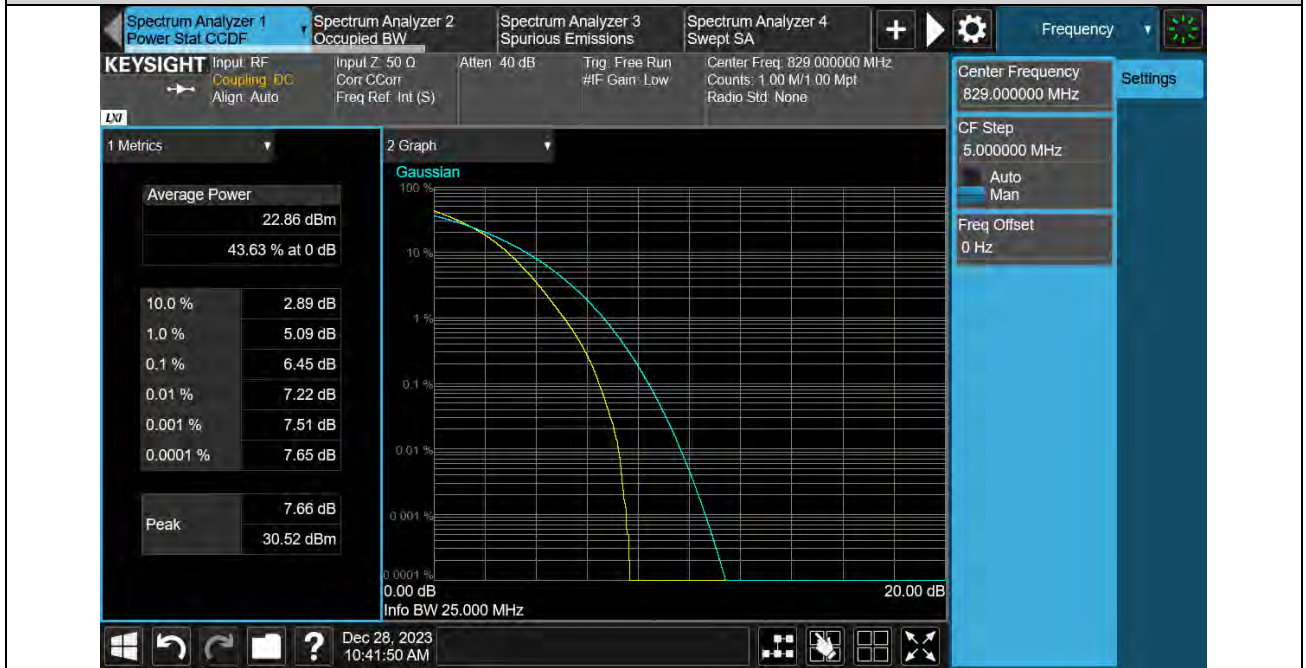 Spectrum Analyzer 1
Power Stat CCDF
Spectrum Analyzer 2
Occupied BW
Spectrum Analyzer 3
Spurious Emissions
Spectrum Analyzer 4
Swept SA
+
Frequency
KEYSIGHT
LXI
Input: RF
Coupling: DC
Align: Auto
Input Z: 50 Ω
Corr CCorr
Freq Ref: Int (S)
Atten: 40 dB
Trig: Free Run
#IF Gain: Low
Center Freq: 829.000000 MHz
Counts: 1.00 M/1.00 Mpt
Radio Std: None
Center Frequency
829.000000 MHz
Settings
CF Step
5.000000 MHz
Auto
Man
Freq Offset
0 Hz
1 Metrics
Average Power
22.86 dBm
43.63 % at 0 dB
10.0 % 2.89 dB
1.0 % 5.09 dB
0.1 % 6.45 dB
0.01 % 7.22 dB
0.001 % 7.51 dB
0.0001 % 7.65 dB
Peak
7.66 dB
30.52 dBm
2 Graph
Gaussian
100 %
10 %
1 %
0.1 %
0.01 %
0.001 %
0.0001 %
0.00 dB
20.00 dB
Info BW 25.000 MHz
?
Dec 28, 2023
10:41:50 AM